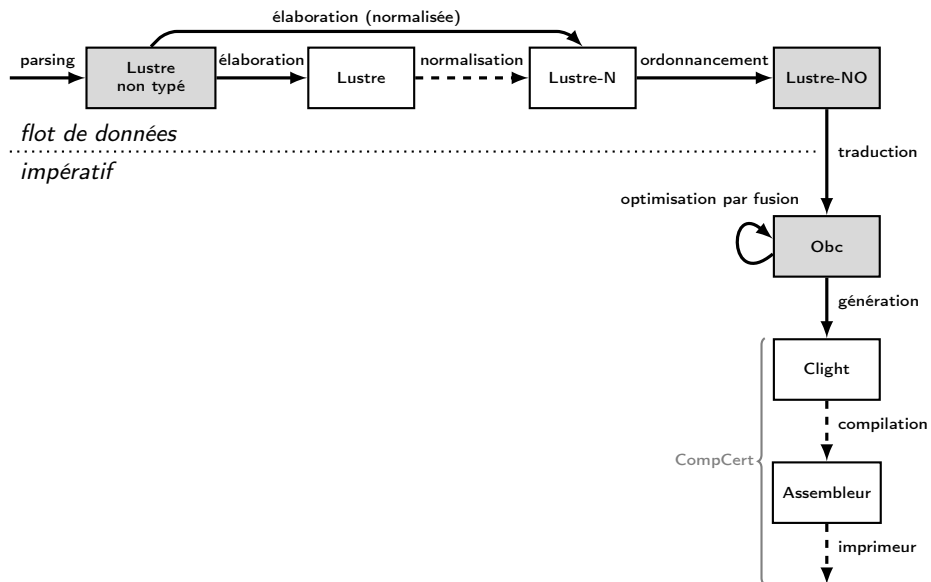 élaboration (normalisée)
parsing
Lustre
non typé
élaboration
Lustre
normalisation
Lustre-N
ordonnancement
Lustre-NO
flot de données
impératif
traduction
optimisation par fusion
Obc
génération
Clight
compilation
CompCert
Assembleur
imprimeur